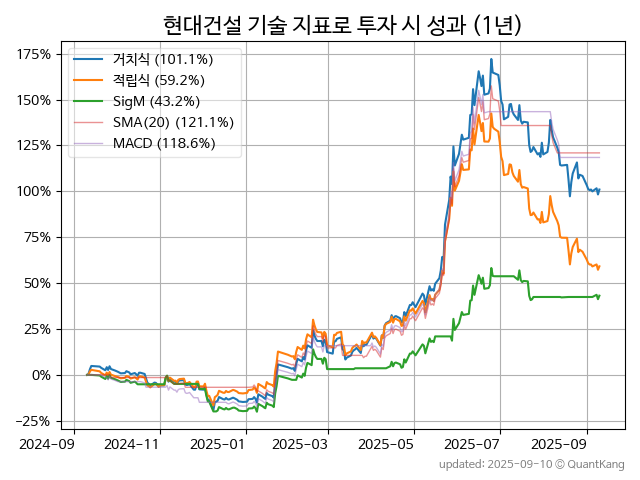 현대건설 기술 지표로 투자 시 성과 (1년)
175%
150%
125%
100%
75%
50%
25%
0%
−25%
거치식 (101.1%)
적립식 (59.2%)
SigM (43.2%)
SMA(20) (121.1%)
MACD (118.6%)
2024-09
2024-11
2025-01
2025-03
2025-05
2025-07
2025-09
updated: 2025-09-10 © QuantKang